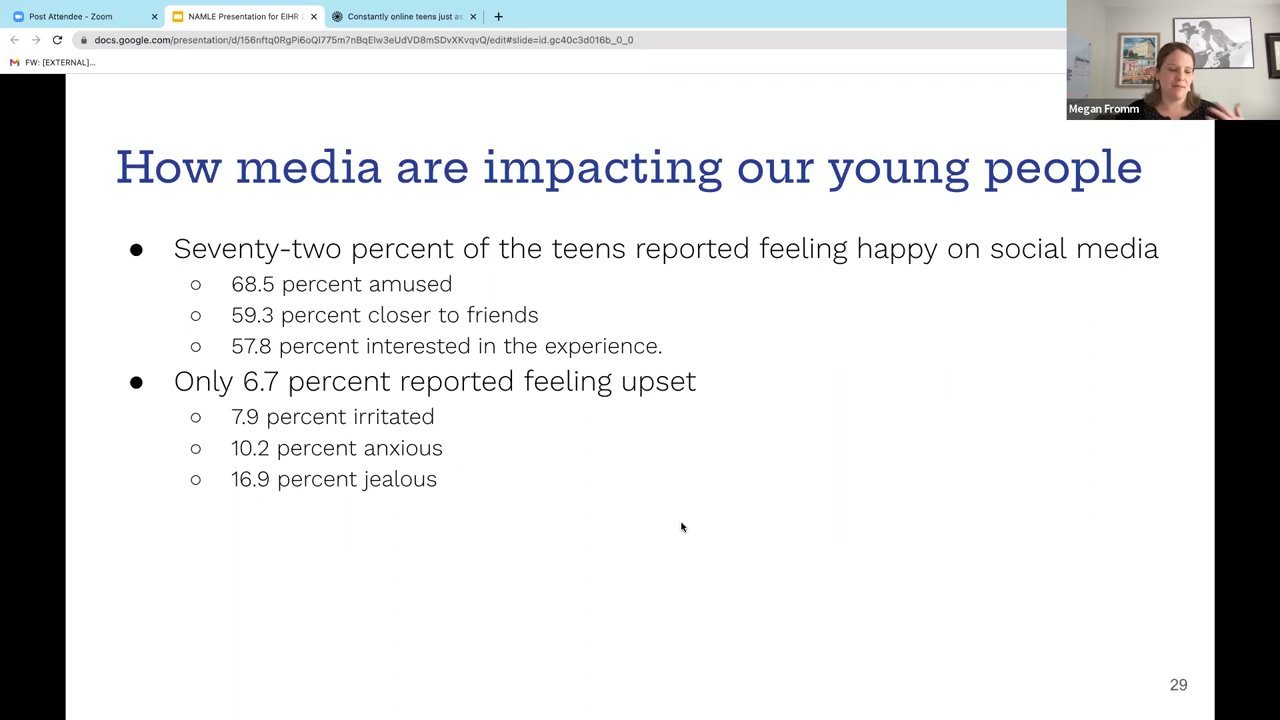 Post Attendee - Zoom
NAMLE Presentation for EIHR 2
Constantly online teens just as
docs.google.com/presentation/d/156nftq0RgPi6oQI775m7nBqElw3eUdVD8mSDvXKvqvQ/edit#slide=id.gc40c3d016b_0_0
FW: [EXTERNAL]...
Megan Fromm
How media are impacting our young people
● Seventy-two percent of the teens reported feeling happy on social media
○ 68.5 percent amused
○ 59.3 percent closer to friends
○ 57.8 percent interested in the experience.
● Only 6.7 percent reported feeling upset
○ 7.9 percent irritated
○ 10.2 percent anxious
○ 16.9 percent jealous
29